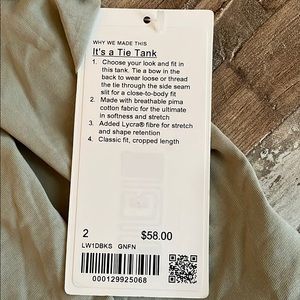 WHY WE MADE THIS
It's a Tie Tank
1. Choose your look and fit in
this tank. Tie a bow in the
back to wear loose or thread
the tie through the side seam
slit for a close-to-body fit
2. Made with breathable pima
cotton fabric for the ultimate
in softness and stretch
3. Added Lycra® fibre for stretch
and shape retention
4. Classic fit, cropped length
2 $58.00
LW1DBKS GNFN
000129925068